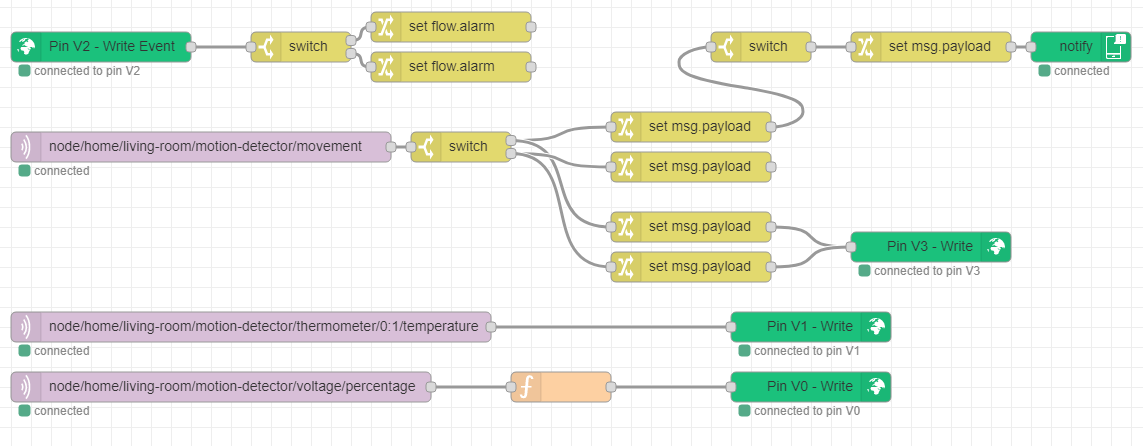 set flow.alarm
Pin V2 - Write Event
switch
switch
set msg.payload
notify
set flow.alarm
connected to pin V2
connected
set msg.payload
node/home/living-room/motion-detector/movement
switch
connected
set msg.payload
set msg.payload
Pin V3 - Write
set msg.payload
connected to pin V3
node/home/living-room/motion-detector/thermometer/0:1/temperature
Pin V1 - Write
connected
connected to pin V1
node/home/living-room/motion-detector/voltage/percentage
f
Pin V0 - Write
connected
connected to pin V0